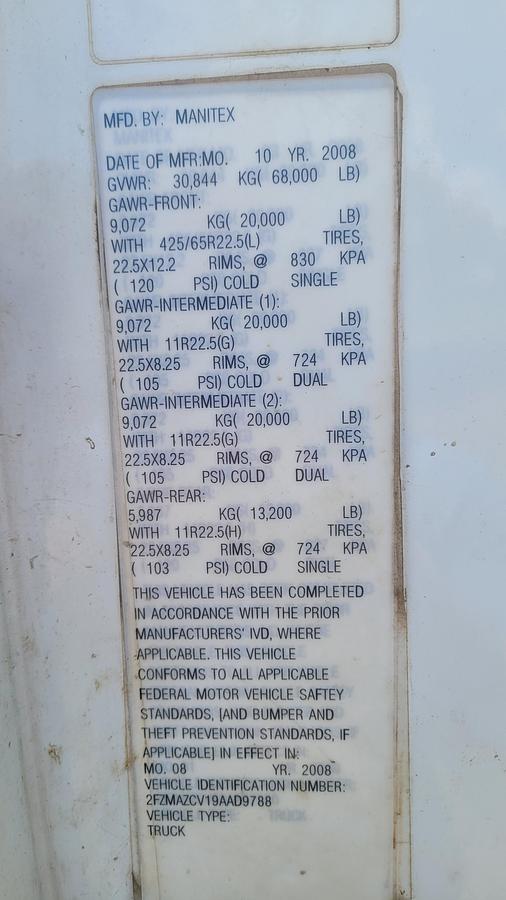 MFD. BY: MANITEX
DATE OF MFR:MO. 10 YR. 2008
GVWR: 30,844 KG( 68,000 LB)
GAWR-FRONT:
9,072 KG( 20,000 LB)
WITH 425/65R22.5(L) TIRES,
22.5X12.2 RIMS, @ 830 KPA
( 120 PSI) COLD SINGLE
GAWR-INTERMEDIATE (1):
9,072 KG( 20,000 LB)
WITH 11R22.5(G) TIRES,
22.5X8.25 RIMS, @ 724 KPA
( 105 PSI) COLD DUAL
GAWR-INTERMEDIATE (2):
9,072 KG( 20,000 LB)
WITH 11R22.5(G) TIRES,
22.5X8.25 RIMS, @ 724 KPA
( 105 PSI) COLD DUAL
GAWR-REAR:
5,987 KG( 13,200 LB)
WITH 11R22.5(H) TIRES,
22.5X8.25 RIMS, @ 724 KPA
( 103 PSI) COLD SINGLE
THIS VEHICLE HAS BEEN COMPLETED
IN ACCORDANCE WITH THE PRIOR
MANUFACTURERS' IVD, WHERE
APPLICABLE. THIS VEHICLE
CONFORMS TO ALL APPLICABLE
FEDERAL MOTOR VEHICLE SAFTEY
STANDARDS, [AND BUMPER AND
THEFT PREVENTION STANDARDS, IF
APPLICABLE] IN EFFECT IN:
MO. 08 YR. 2008
VEHICLE IDENTIFICATION NUMBER:
2FZMAZCV19AAD9788
VEHICLE TYPE:
TRUCK